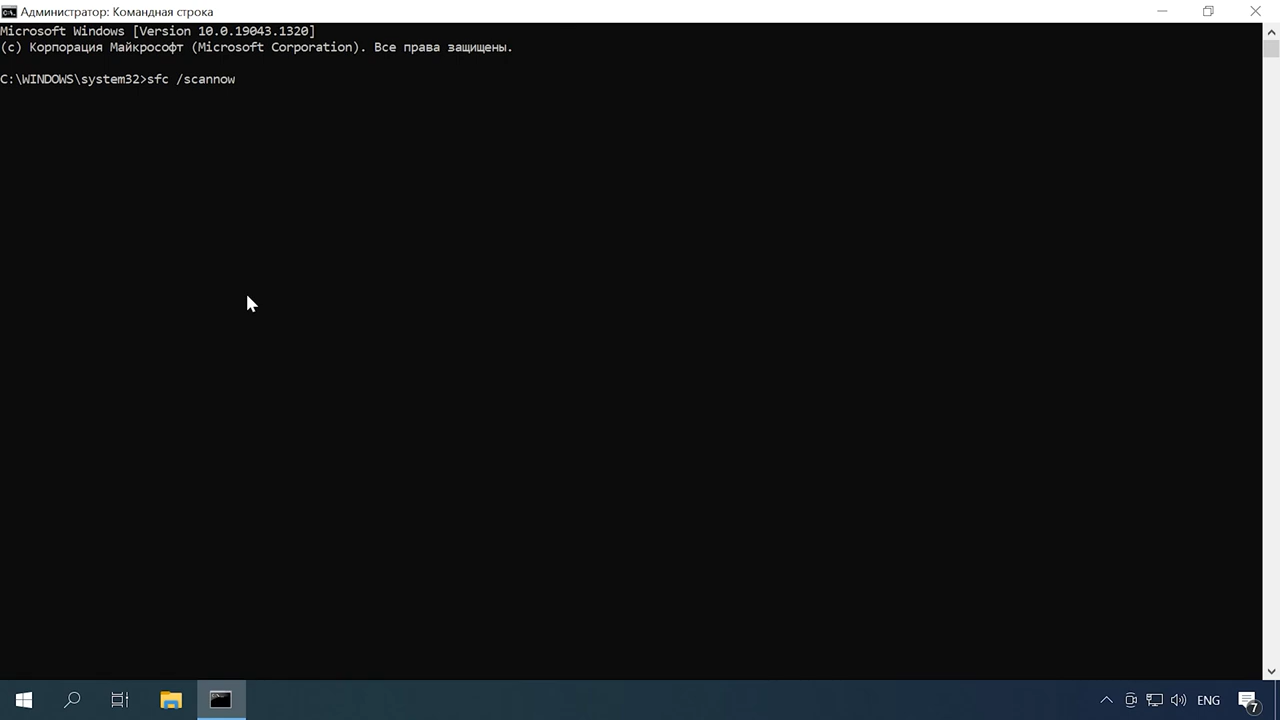 Администратор: Командная строка
Microsoft Windows [Version 10.0.19043.1320]
(c) Корпорация Майкрософт (Microsoft Corporation). Все права защищены.
C:\WINDOWS\system32>sfc /scannow
ENG
7